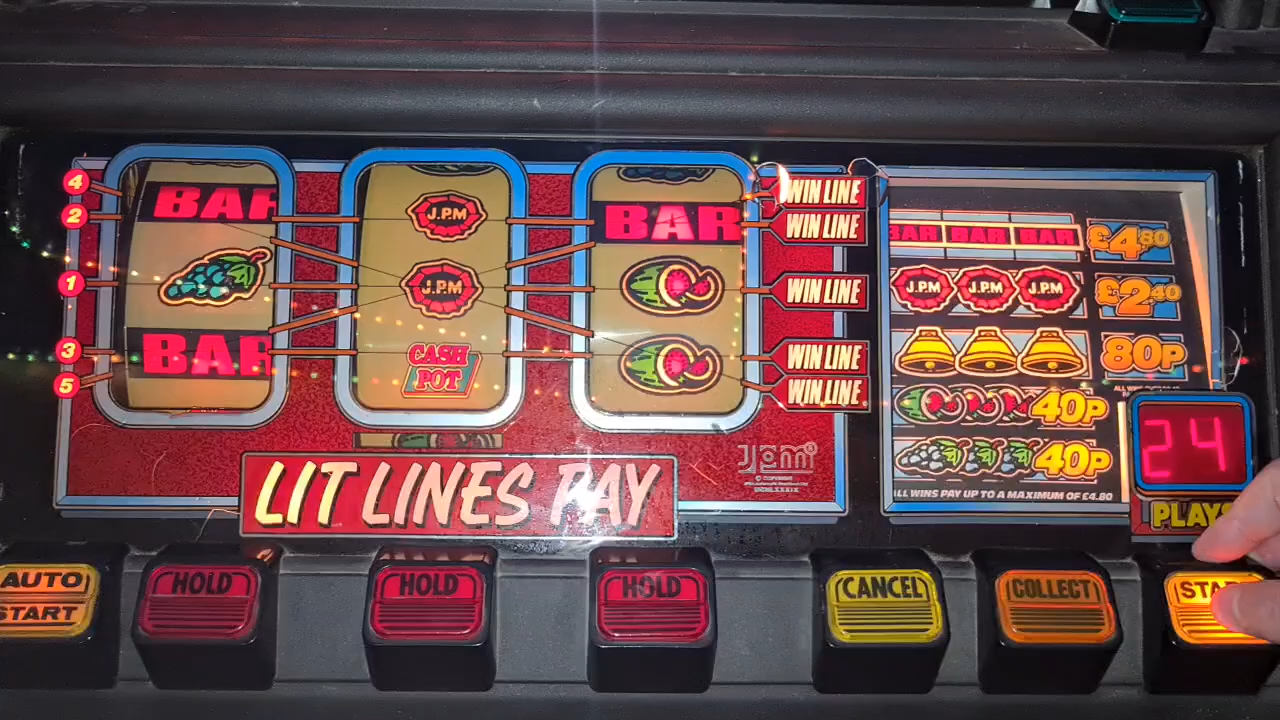 4
2
1
3
5
BAR
BAR
J.P.M
J.P.M
CASH
POT
BAR
WIN LINE
WIN LINE
WIN LINE
WIN LINE
WIN LINE
BAR BAR BAR £4.80
J.P.M J.P.M J.P.M £2.40
80P
40P
40P
ALL WINS PAY UP TO A MAXIMUM OF £4.80
24
PLAYS
jpm
© COPYRIGHT
LIT LINES PAY
AUTO
START
HOLD
HOLD
HOLD
CANCEL
COLLECT
STA